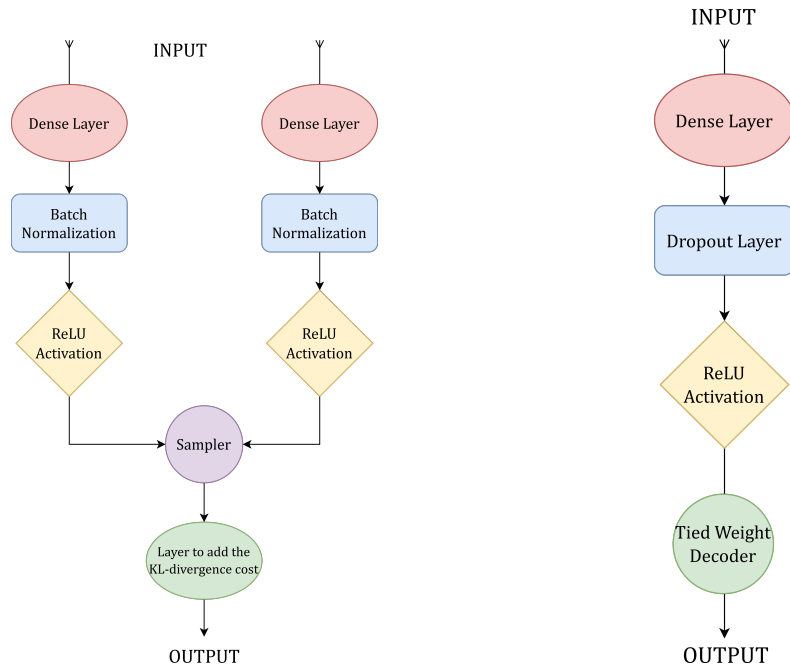 INPUT
Dense Layer
Batch
Normalization
ReLU
Activation
Dense Layer
Batch
Normalization
ReLU
Activation
Sampler
Layer to add the
KL-divergence cost
OUTPUT
INPUT
Dense Layer
Dropout Layer
ReLU
Activation
Tied Weight
Decoder
OUTPUT